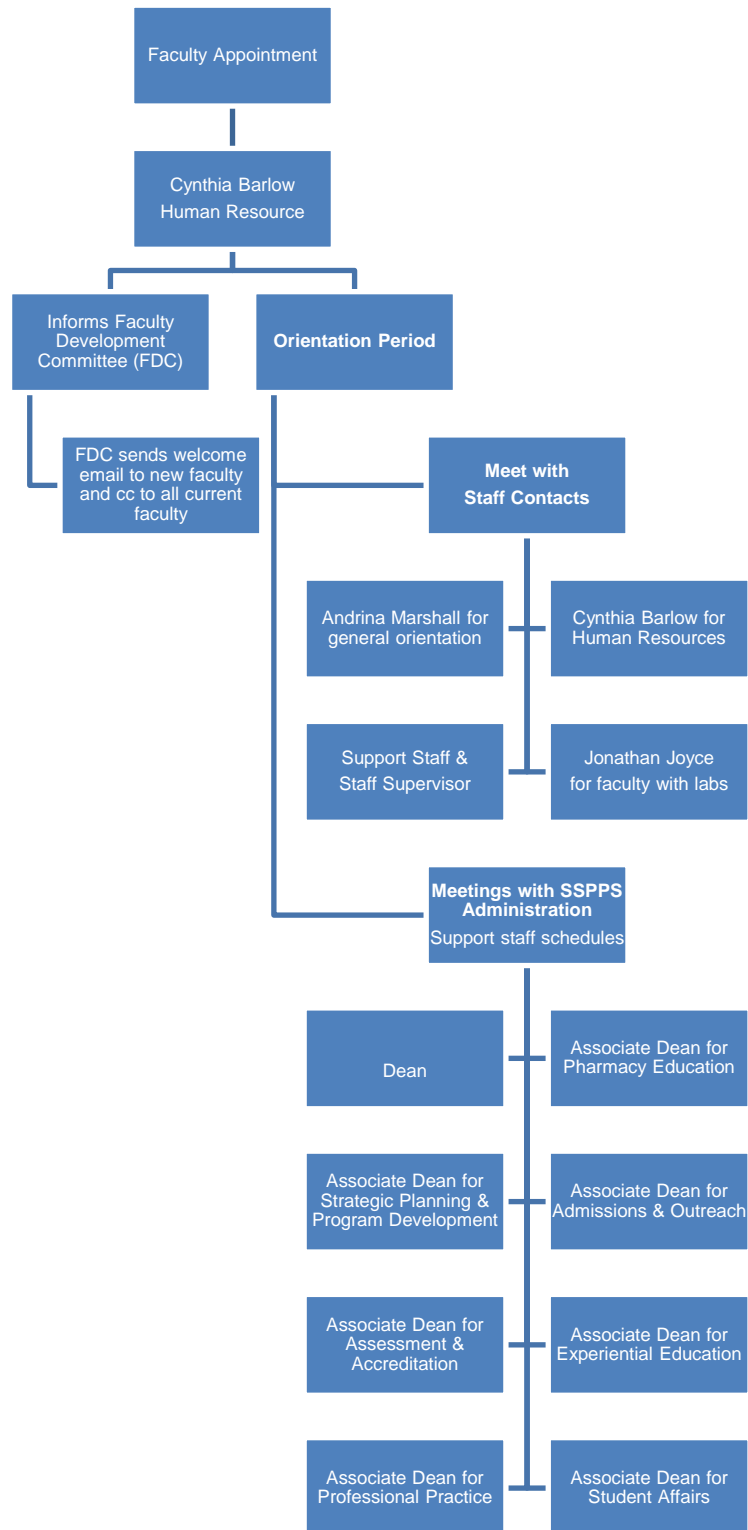 Faculty Appointment
Cynthia Barlow
Human Resource
Informs Faculty
Development
Committee (FDC)
Orientation Period
FDC sends welcome
email to new faculty
and cc to all current
faculty
Meet with
Staff Contacts
Andrina Marshall for
general orientation
Cynthia Barlow for
Human Resources
Support Staff &
Staff Supervisor
Jonathan Joyce
for faculty with labs
Meetings with SSPPS
Administration
Support staff schedules
Dean
Associate Dean for
Pharmacy Education
Associate Dean for
Strategic Planning &
Program Development
Associate Dean for
Admissions & Outreach
Associate Dean for
Assessment &
Accreditation
Associate Dean for
Experiential Education
Associate Dean for
Professional Practice
Associate Dean for
Student Affairs